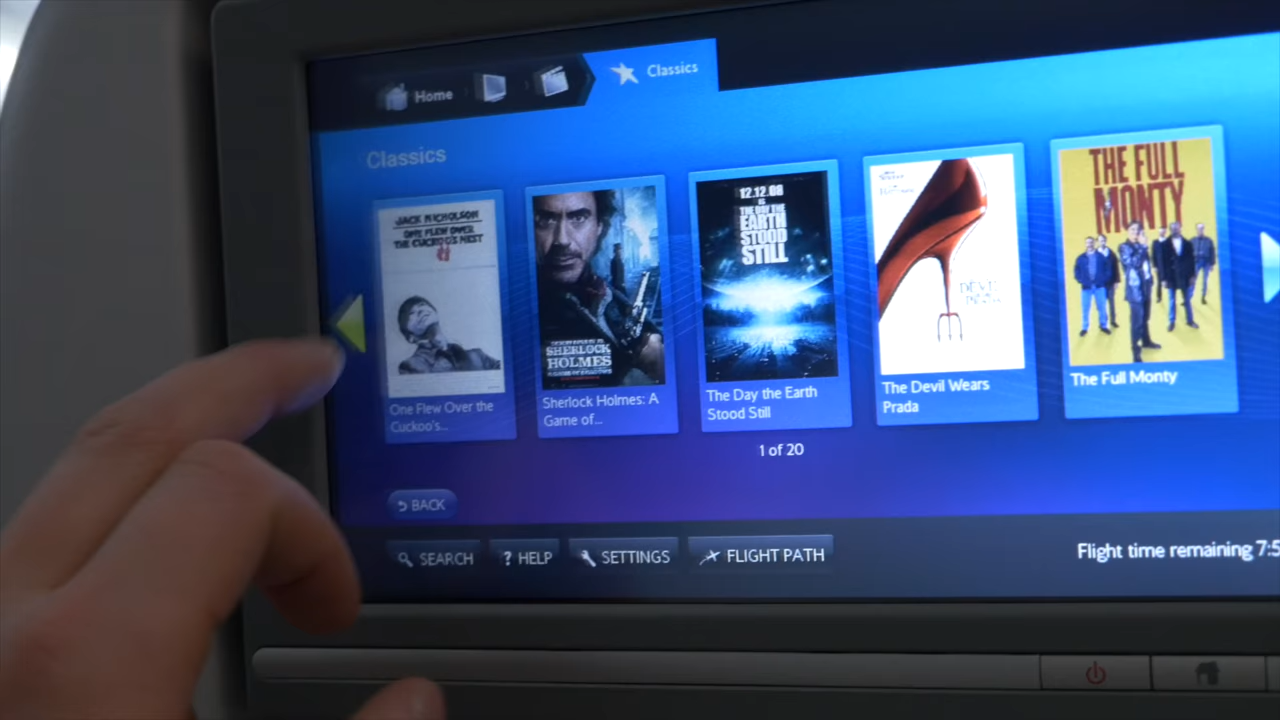 Home
Classics
Classics
JACK NICHOLSON
ONE FLEW OVER
THE CUCKOO'S NEST
One Flew Over the
Cuckoo's...
SHERLOCK
HOLMES
Sherlock Holmes: A
Game of...
12.12.08
IS
THE DAY THE
EARTH
STOOD
STILL
The Day the Earth
Stood Still
The Devil Wears
Prada
THE FULL
MONTY
The Full Monty
1 of 20
BACK
SEARCH
? HELP
SETTINGS
FLIGHT PATH
Flight time remaining 7:5